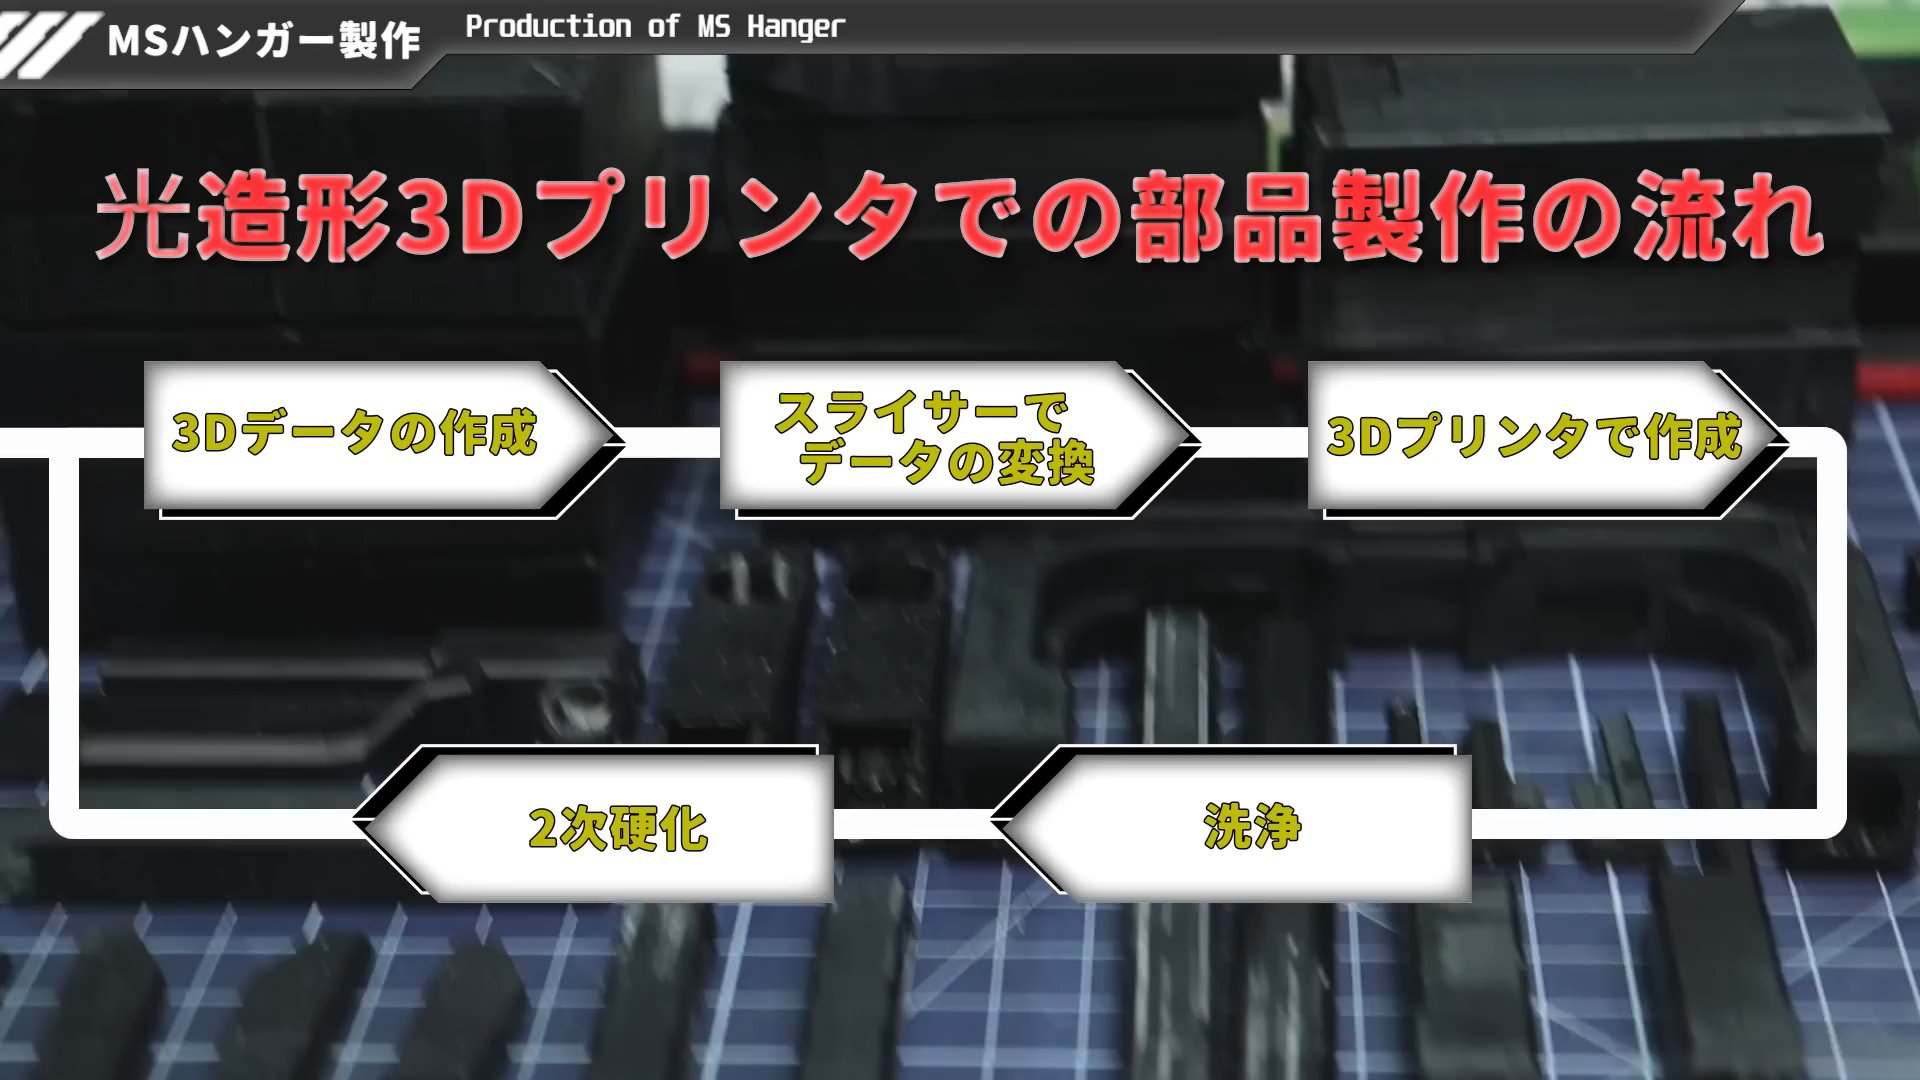 MSハンガー製作
Production of MS Hanger
光造形3Dプリンタでの部品製作の流れ
3Dデータの作成
スライサーで
データの変換
3Dプリンタで作成
2次硬化
洗浄